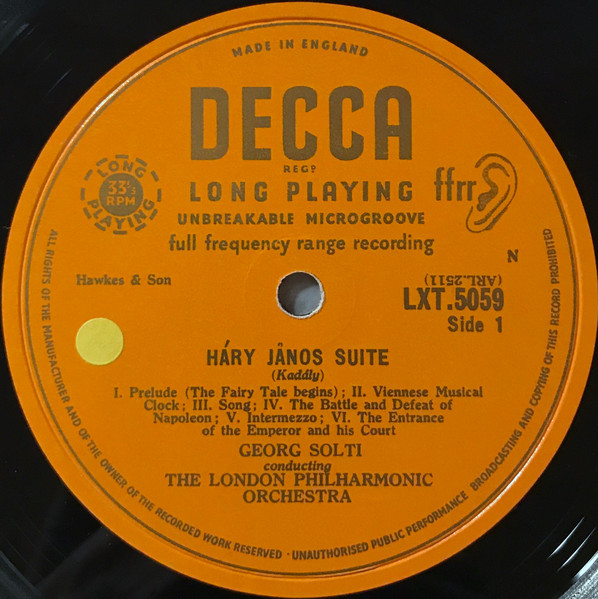 MADE IN ENGLAND
DECCA
REGD
LONG PLAYING
UNBREAKABLE MICROGROOVE
full frequency range recording
ffrr
LONG PLAYING
33⅓
RPM
N
Hawkes & Son
(ARL.2511)
LXT.5059
Side 1
HÁRY JÁNOS SUITE
(Kadály)
I. Prelude (The Fairy Tale begins); II. Viennese Musical
Clock; III. Song; IV. The Battle and Defeat of
Napoleon; V. Intermezzo; VI. The Entrance
of the Emperor and his Court
GEORG SOLTI
conducting
THE LONDON PHILHARMONIC
ORCHESTRA
ALL RIGHTS OF THE MANUFACTURER AND OF THE OWNER OF THE RECORDED WORK RESERVED · UNAUTHORISED PUBLIC PERFORMANCE BROADCASTING AND COPYING OF THIS RECORD PROHIBITED